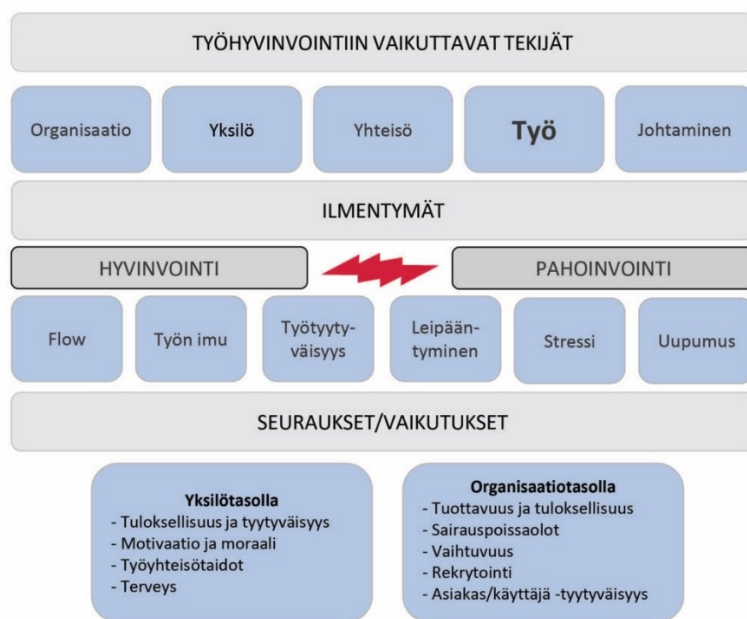 TYÖHYVINVOINTIIN VAIKUTTAVAT TEKIJÄT
Organisaatio
Yksilö
Yhteisö
Työ
Johtaminen
ILMENTYMÄT
HYVINVOINTI
PAHOINVOINTI
Flow
Työn imu
Työtyyty-
väisyys
Leipään-
tyminen
Stressi
Uupumus
SEURAUKSET/VAIKUTUKSET
Yksilötasolla
- Tuloksellisuus ja tyytyväisyys
- Motivaatio ja moraali
- Työyhteisötaidot
- Terveys
Organisaatiotasolla
- Tuottavuus ja tuloksellisuus
- Sairauspoissaolot
- Vaihtuvuus
- Rekrytointi
- Asiakas/käyttäjä -tyytyväisyys